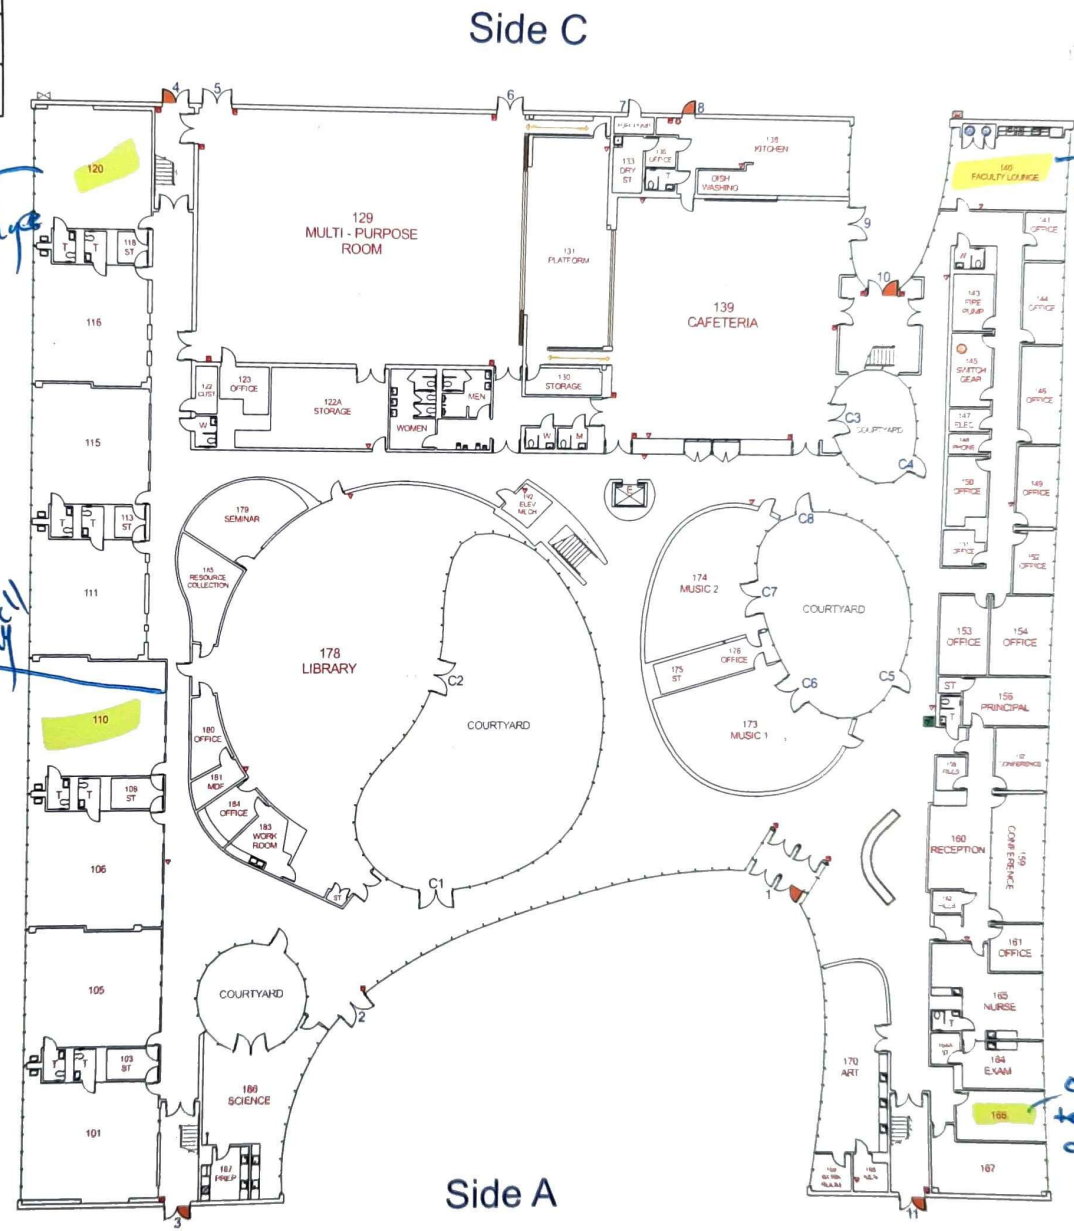 Side C
4
5
6
7
8
120
129
MULTI - PURPOSE
ROOM
133
DRY
ST
OFFICE
T
KITCHEN
DISH
WASHING
FACULTY LOUNGE
T
T
118
ST
131
PLATFORM
9
10
141
OFFICE
W
143
FIRE
PUMP
144
OFFICE
116
139
CAFETERIA
145
SWITCH
GEAR
OFFICE
CUST
123
OFFICE
122A
STORAGE
130
STORAGE
W
WOMEN
MEN
W
M
C3
COURTYARD
C4
147
ELEC
PHONE
115
150
OFFICE
149
OFFICE
T
T
113
ST
179
SEMINAR
ELEV
MECH
E
C8
OFFICE
152
OFFICE
RESOURCE
COLLECTION
111
174
MUSIC 2
C7
COURTYARD
153
OFFICE
154
OFFICE
178
LIBRARY
175
ST
176
OFFICE
C2
C6
C5
ST
T
156
PRINCIPAL
110
COURTYARD
173
MUSIC 1
180
OFFICE
181
MDF
184
OFFICE
183
WORK
ROOM
ST
CONFERENCE
T
T
108
ST
160
RECEPTION
159
CONFERENCE
106
C1
1
161
OFFICE
105
COURTYARD
2
165
NURSE
T
T
T
103
ST
186
SCIENCE
170
ART
164
EXAM
101
187
PREP
166
167
Side A
3
11